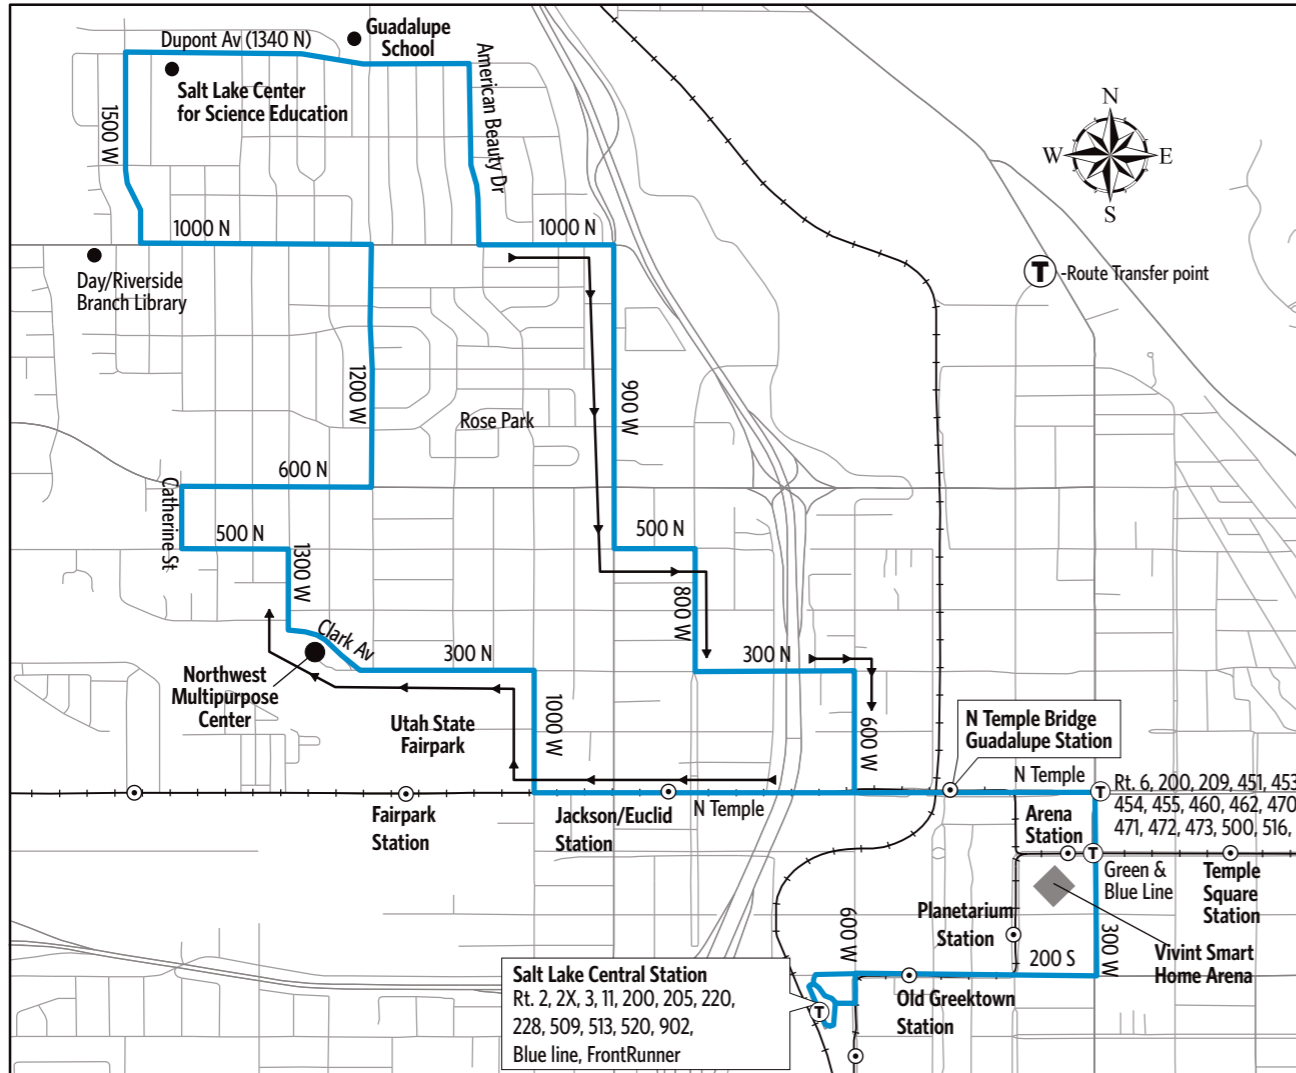 Dupont Av (1340 N)
Guadalupe
School
American Beauty Dr
Salt Lake Center
for Science Education
1500 W
N
W
E
S
1000 N
1000 N
Day/Riverside
Branch Library
T
-Route Transfer point
1200 W
900 W
Rose Park
600 N
Catherine St.
500 N
500 N
1300 W
800 W
Clark Av
300 N
300 N
Northwest
Multipurpose
Center
1000 W
600 W
Utah State
Fairpark
N Temple Bridge
Guadalupe Station
N Temple
T
Rt. 6, 200, 209, 451, 453
454, 455, 460, 462, 470
471, 472, 473, 500, 516,
Fairpark
Station
Jackson/Euclid
Station
N Temple
Arena
Station
T
Green &
Blue Line
Temple
Square
Station
Planetarium
Station
600 W
300 W
200 S
Vivint Smart
Home Arena
Salt Lake Central Station
Rt. 2, 2X, 3, 11, 200, 205, 220,
228, 509, 513, 520, 902,
Blue line, FrontRunner
T
Old Greektown
Station